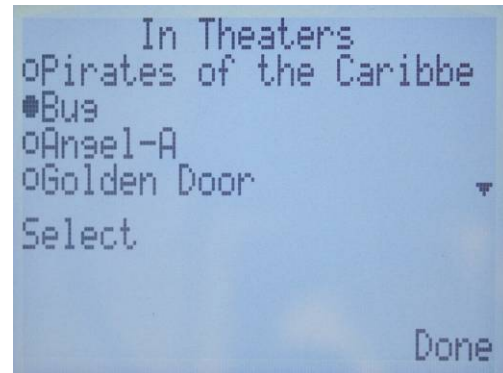 In Theaters
Pirates of the Caribbe
Bug
Angel-A
Golden Door
Select
Done